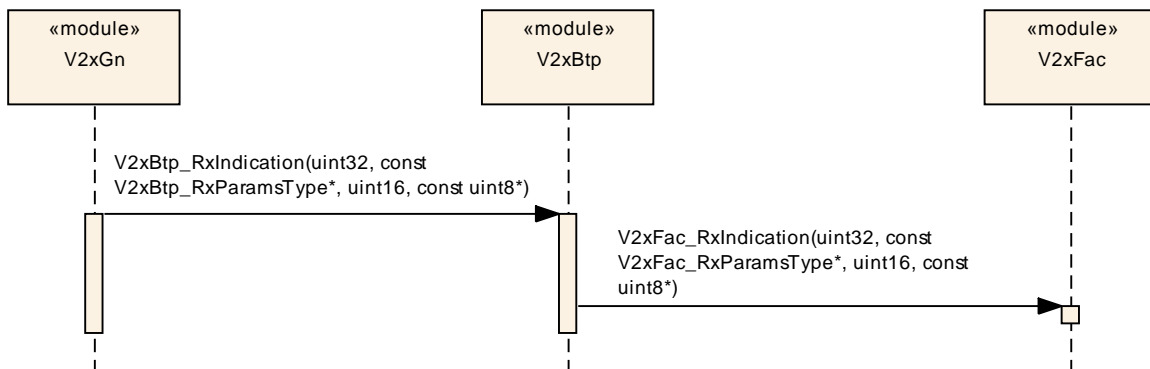 «module»
V2xGn
«module»
V2xBtp
«module»
V2xFac
V2xBtp_RxIndication(uint32, const
V2xBtp_RxParamsType*, uint16, const uint8*)
V2xFac_RxIndication(uint32, const
V2xFac_RxParamsType*, uint16, const
uint8*)